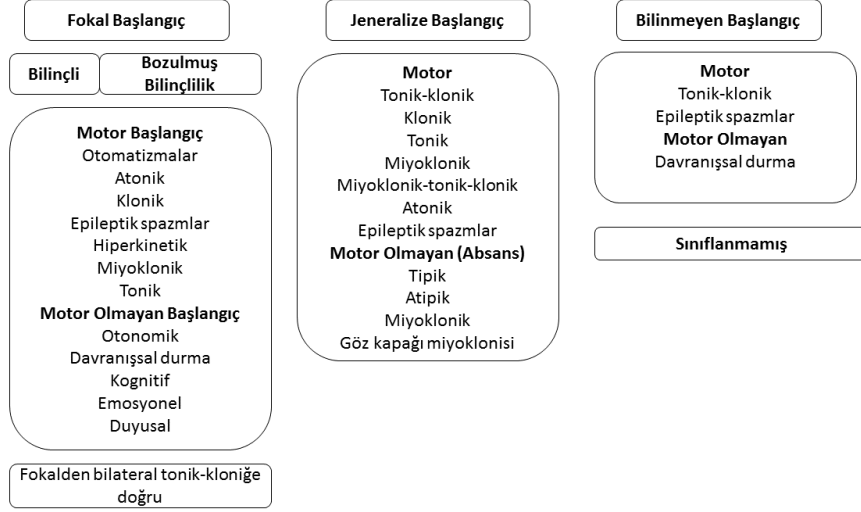 Fokal Başlangıç
Bilinçli
Bozulmuş
Bilinçlilik
Motor Başlangıç
Otomatizmalar
Atonik
Klonik
Epileptik spazmlar
Hiperkinetik
Miyoklonik
Tonik
Motor Olmayan Başlangıç
Otonomik
Davranışsal durma
Kognitif
Emosyonel
Duyusal
Fokalden bilateral tonik-kloniğe
doğru
Jeneralize Başlangıç
Motor
Tonik-klonik
Klonik
Tonik
Miyoklonik
Miyoklonik-tonik-klonik
Atonik
Epileptik spazmlar
Motor Olmayan (Absans)
Tipik
Atipik
Miyoklonik
Göz kapağı miyoklonisi
Bilinmeyen Başlangıç
Motor
Tonik-klonik
Epileptik spazmlar
Motor Olmayan
Davranışsal durma
Sınıflanmamış